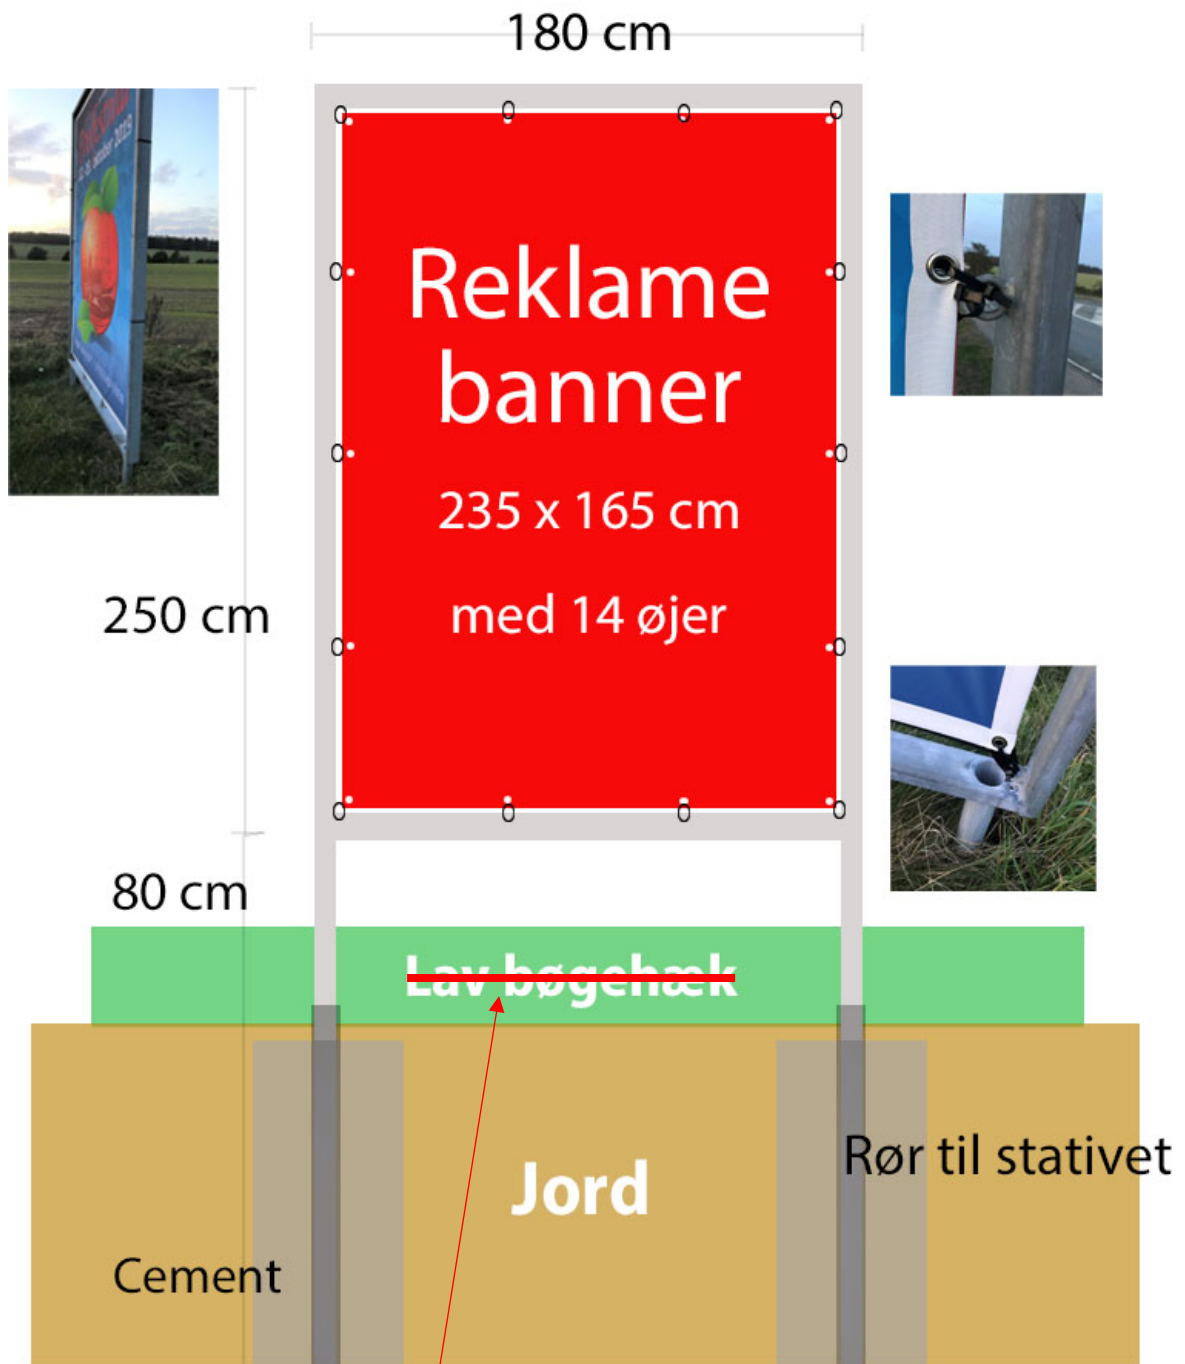 180 cm
Reklame
banner
235 x 165 cm
med 14 øjer
250 cm
80 cm
Lav bøgehæk
Jord
Rør til stativet
Cement